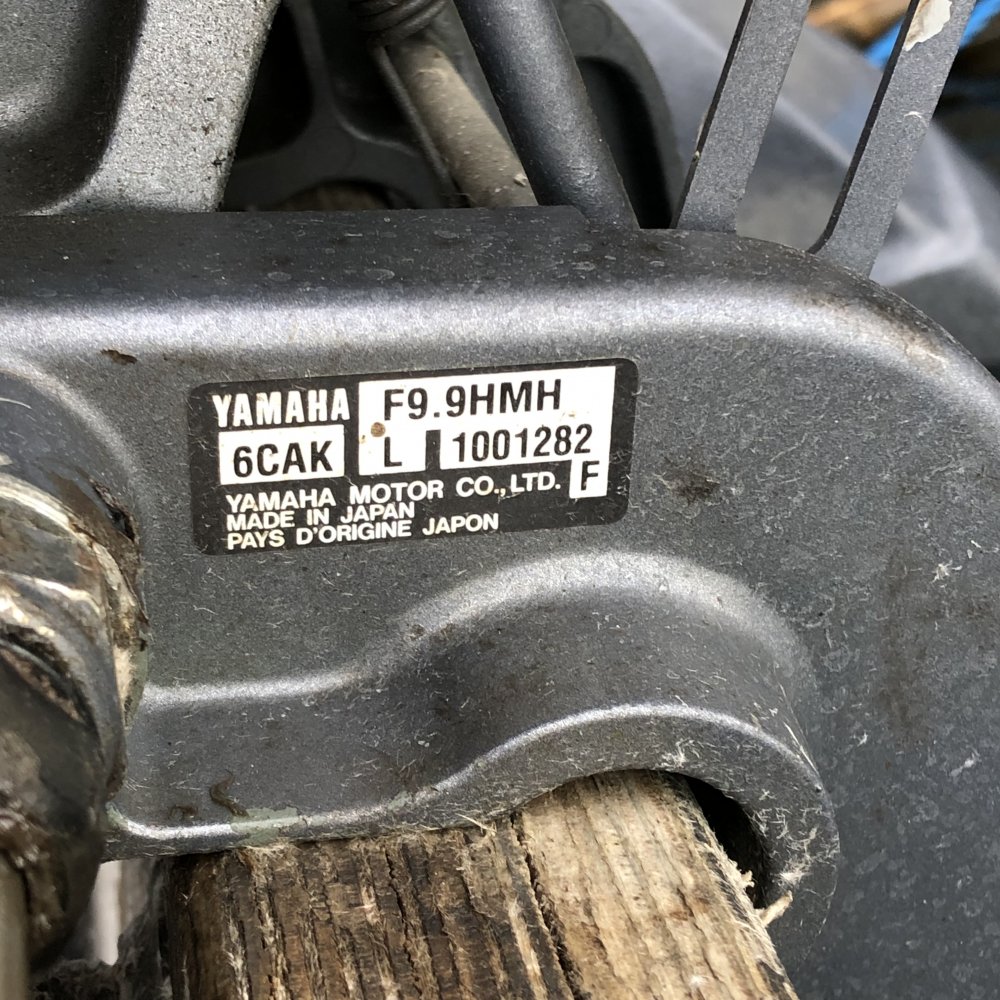 YAMAHA F9.9HMH
6CAK L 1001282
F
YAMAHA MOTOR CO.,LTD.
MADE IN JAPAN
PAYS D'ORIGINE JAPON